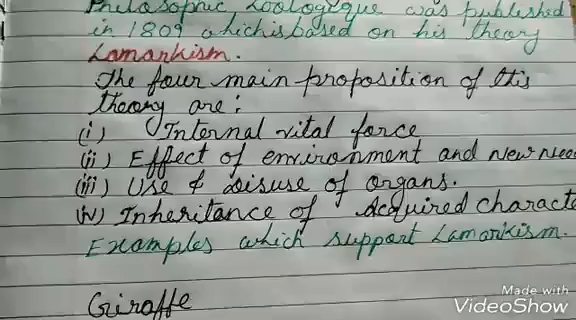 Philosophic Zoologique was published
in 1809 which is based on his theory
Lamarkism.
The four main proposition of this
theory are:
(i) Internal vital force
(ii) Effect of environment and new nee
(iii) Use & disuse of organs.
(iv) Inheritance of Acquired characte
Examples which support Lamarkism.
Giraffe
Made with
VideoShow